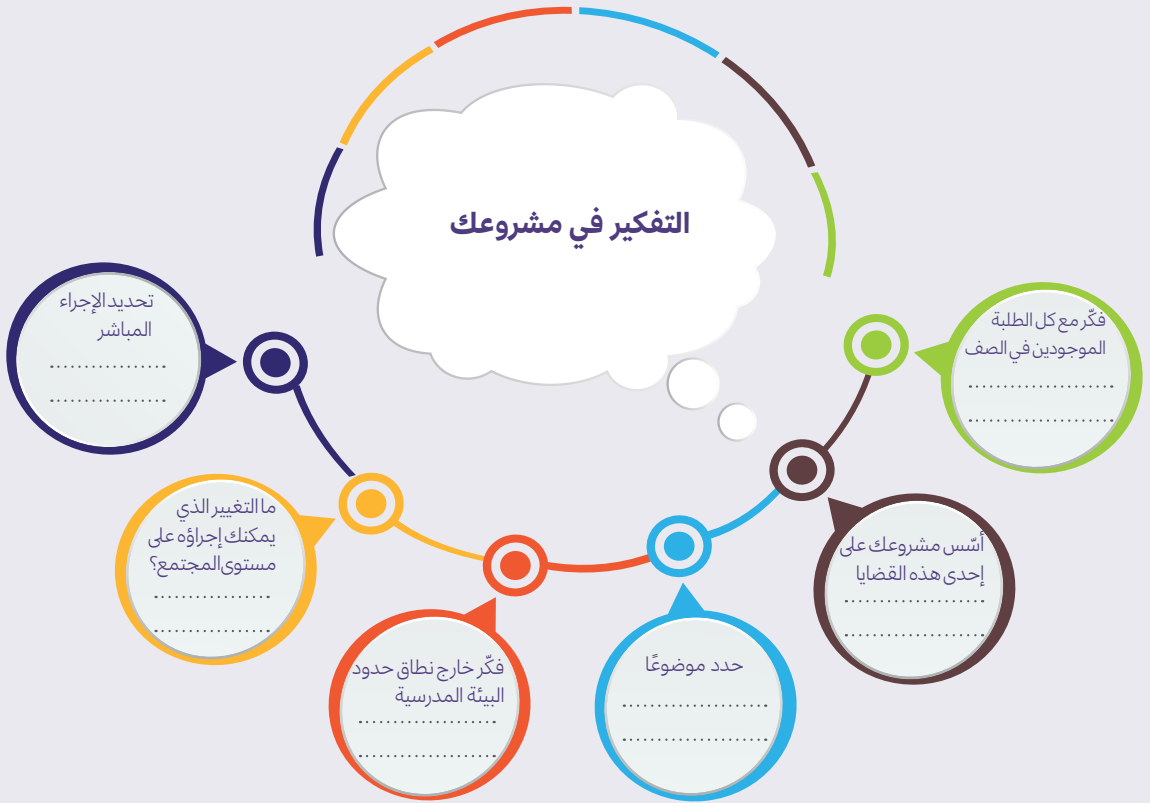 التفكير في مشروعك
فكّر مع كل الطلبة
الموجودين في الصف
....................
....................
أسّس مشروعك على
إحدى هذه القضايا
....................
....................
حدد موضوعًا
....................
....................
فكّر خارج نطاق حدود
البيئة المدرسية
....................
....................
ما التغيير الذي
يمكنك إجراؤه على
مستوى المجتمع؟
....................
....................
تحديد الإجراء
المباشر
....................
....................